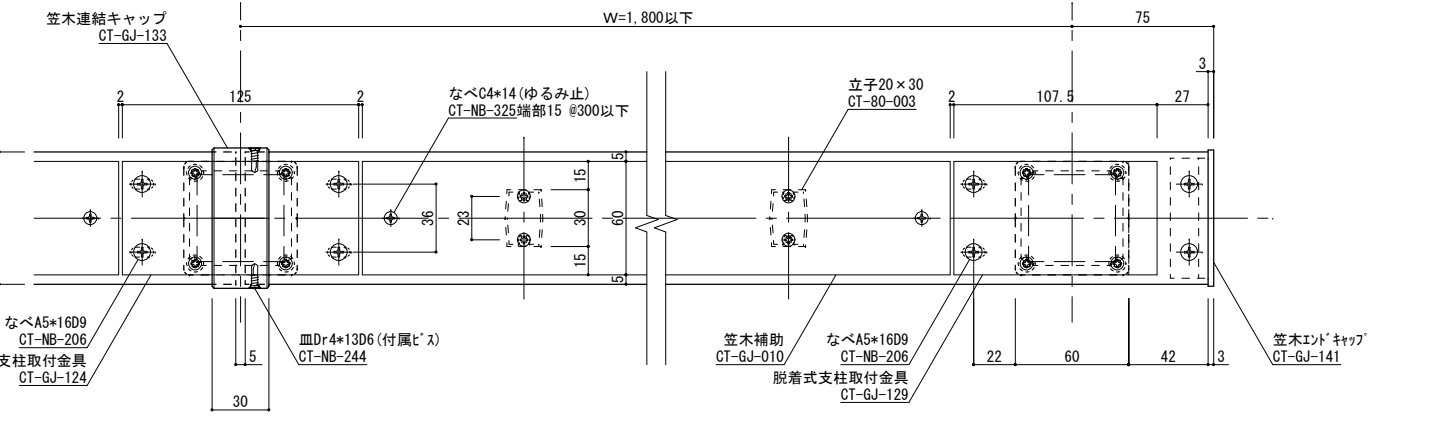 笠木連結キャップ
CT-GJ-133
W=1,800以下
75
3
2
125
2
なべC4*14(ゆるみ止)
CT-NB-325端部15 @300以下
立子20×30
CT-80-003
2
107.5
27
5
15
36
23
30
60
15
5
なべA5*16D9
CT-NB-206
支柱取付金具
CT-GJ-124
皿Dr4*13D6(付属ビス)
CT-NB-244
5
30
笠木補助
CT-GJ-010
なべA5*16D9
CT-NB-206
脱着式支柱取付金具
CT-GJ-129
22
60
42
3
笠木エンドキャップ
CT-GJ-141